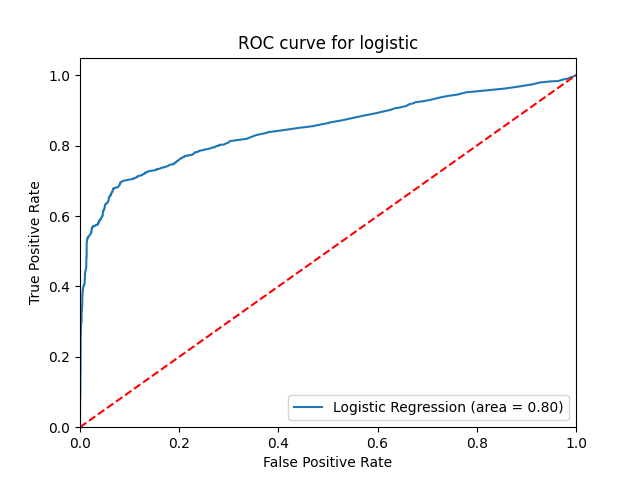 ROC curve for logistic
True Positive Rate
1.0
0.8
0.6
0.4
0.2
0.0
Logistic Regression (area = 0.80)
0.0 0.2 0.4 0.6 0.8 1.0
False Positive Rate